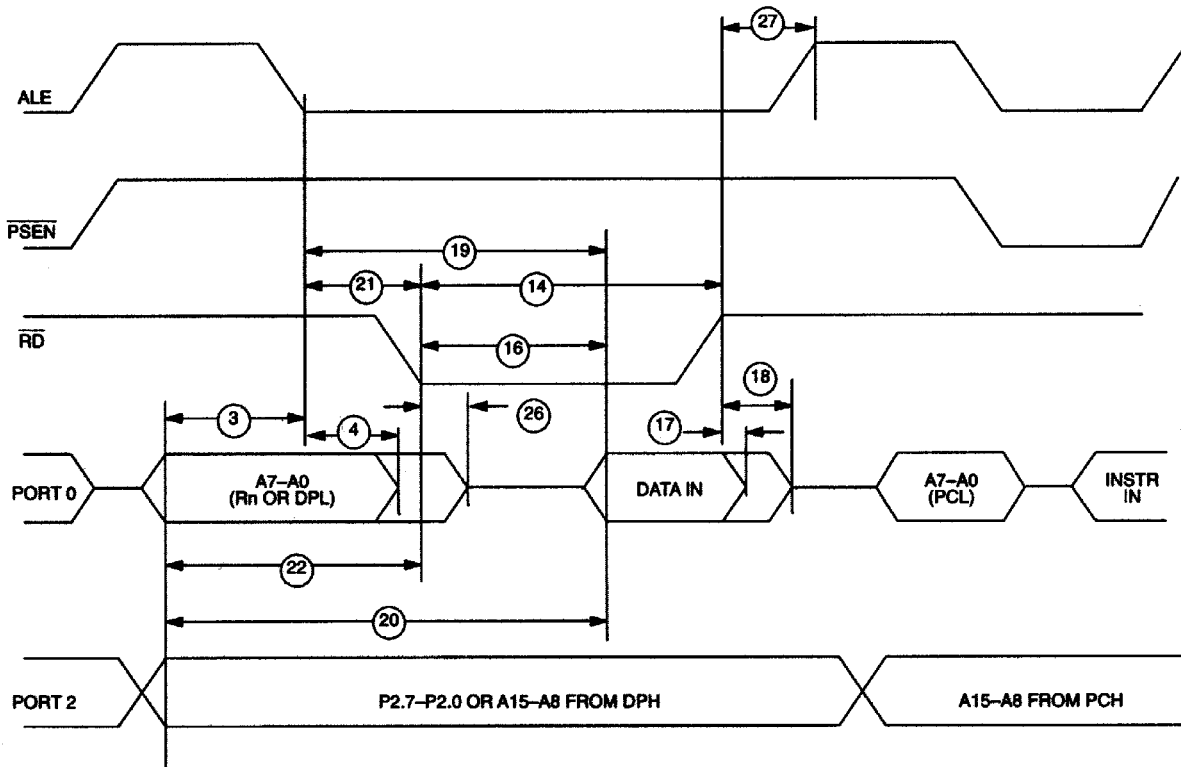 27
ALE
PSEN
19
21
14
RD
16
18
3
4
26
17
PORT 0
A7–A0
(Rn OR DPL)
DATA IN
A7–A0
(PCL)
INSTR
IN
22
20
PORT 2
P2.7–P2.0 OR A15–A8 FROM DPH
A15–A8 FROM PCH